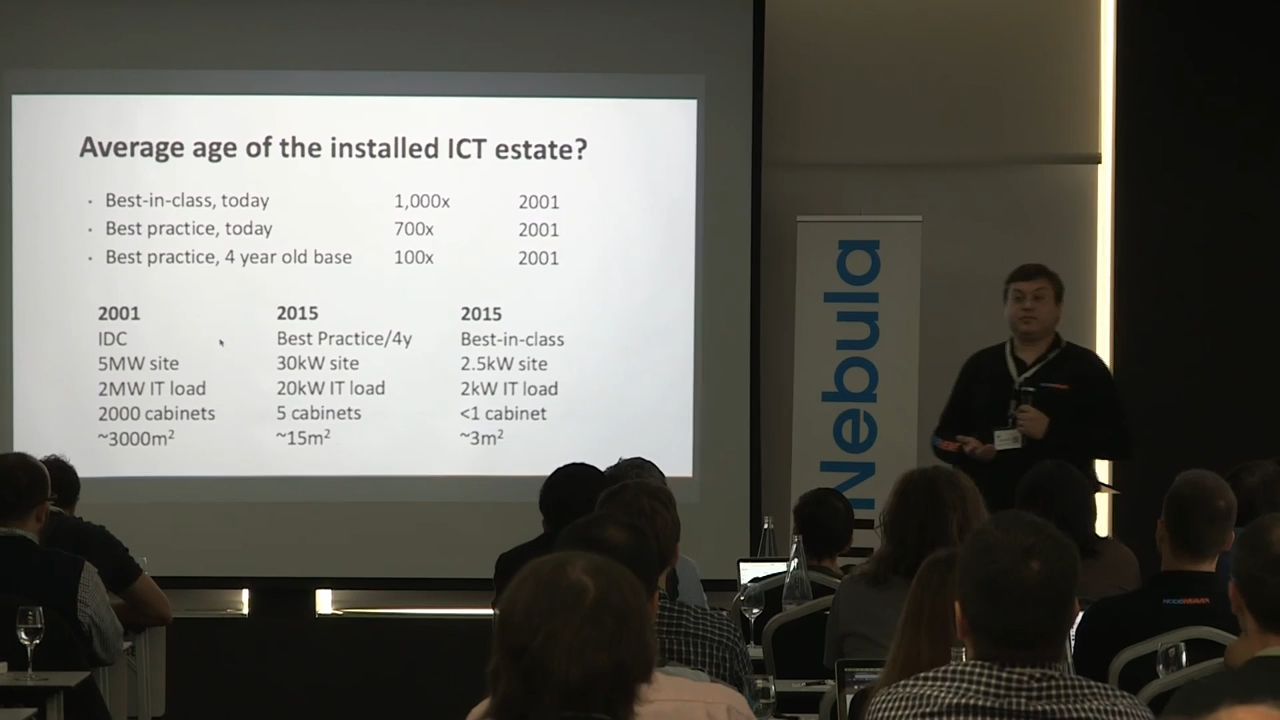 Average age of the installed ICT estate?
· Best-in-class, today 1,000x 2001
· Best practice, today 700x 2001
· Best practice, 4 year old base 100x 2001
2001 2015 2015
IDC Best Practice/4y Best-in-class
5MW site 30kW site 2.5kW site
2MW IT load 20kW IT load 2kW IT load
2000 cabinets 5 cabinets <1 cabinet
~3000m² ~15m² ~3m²
Nebula